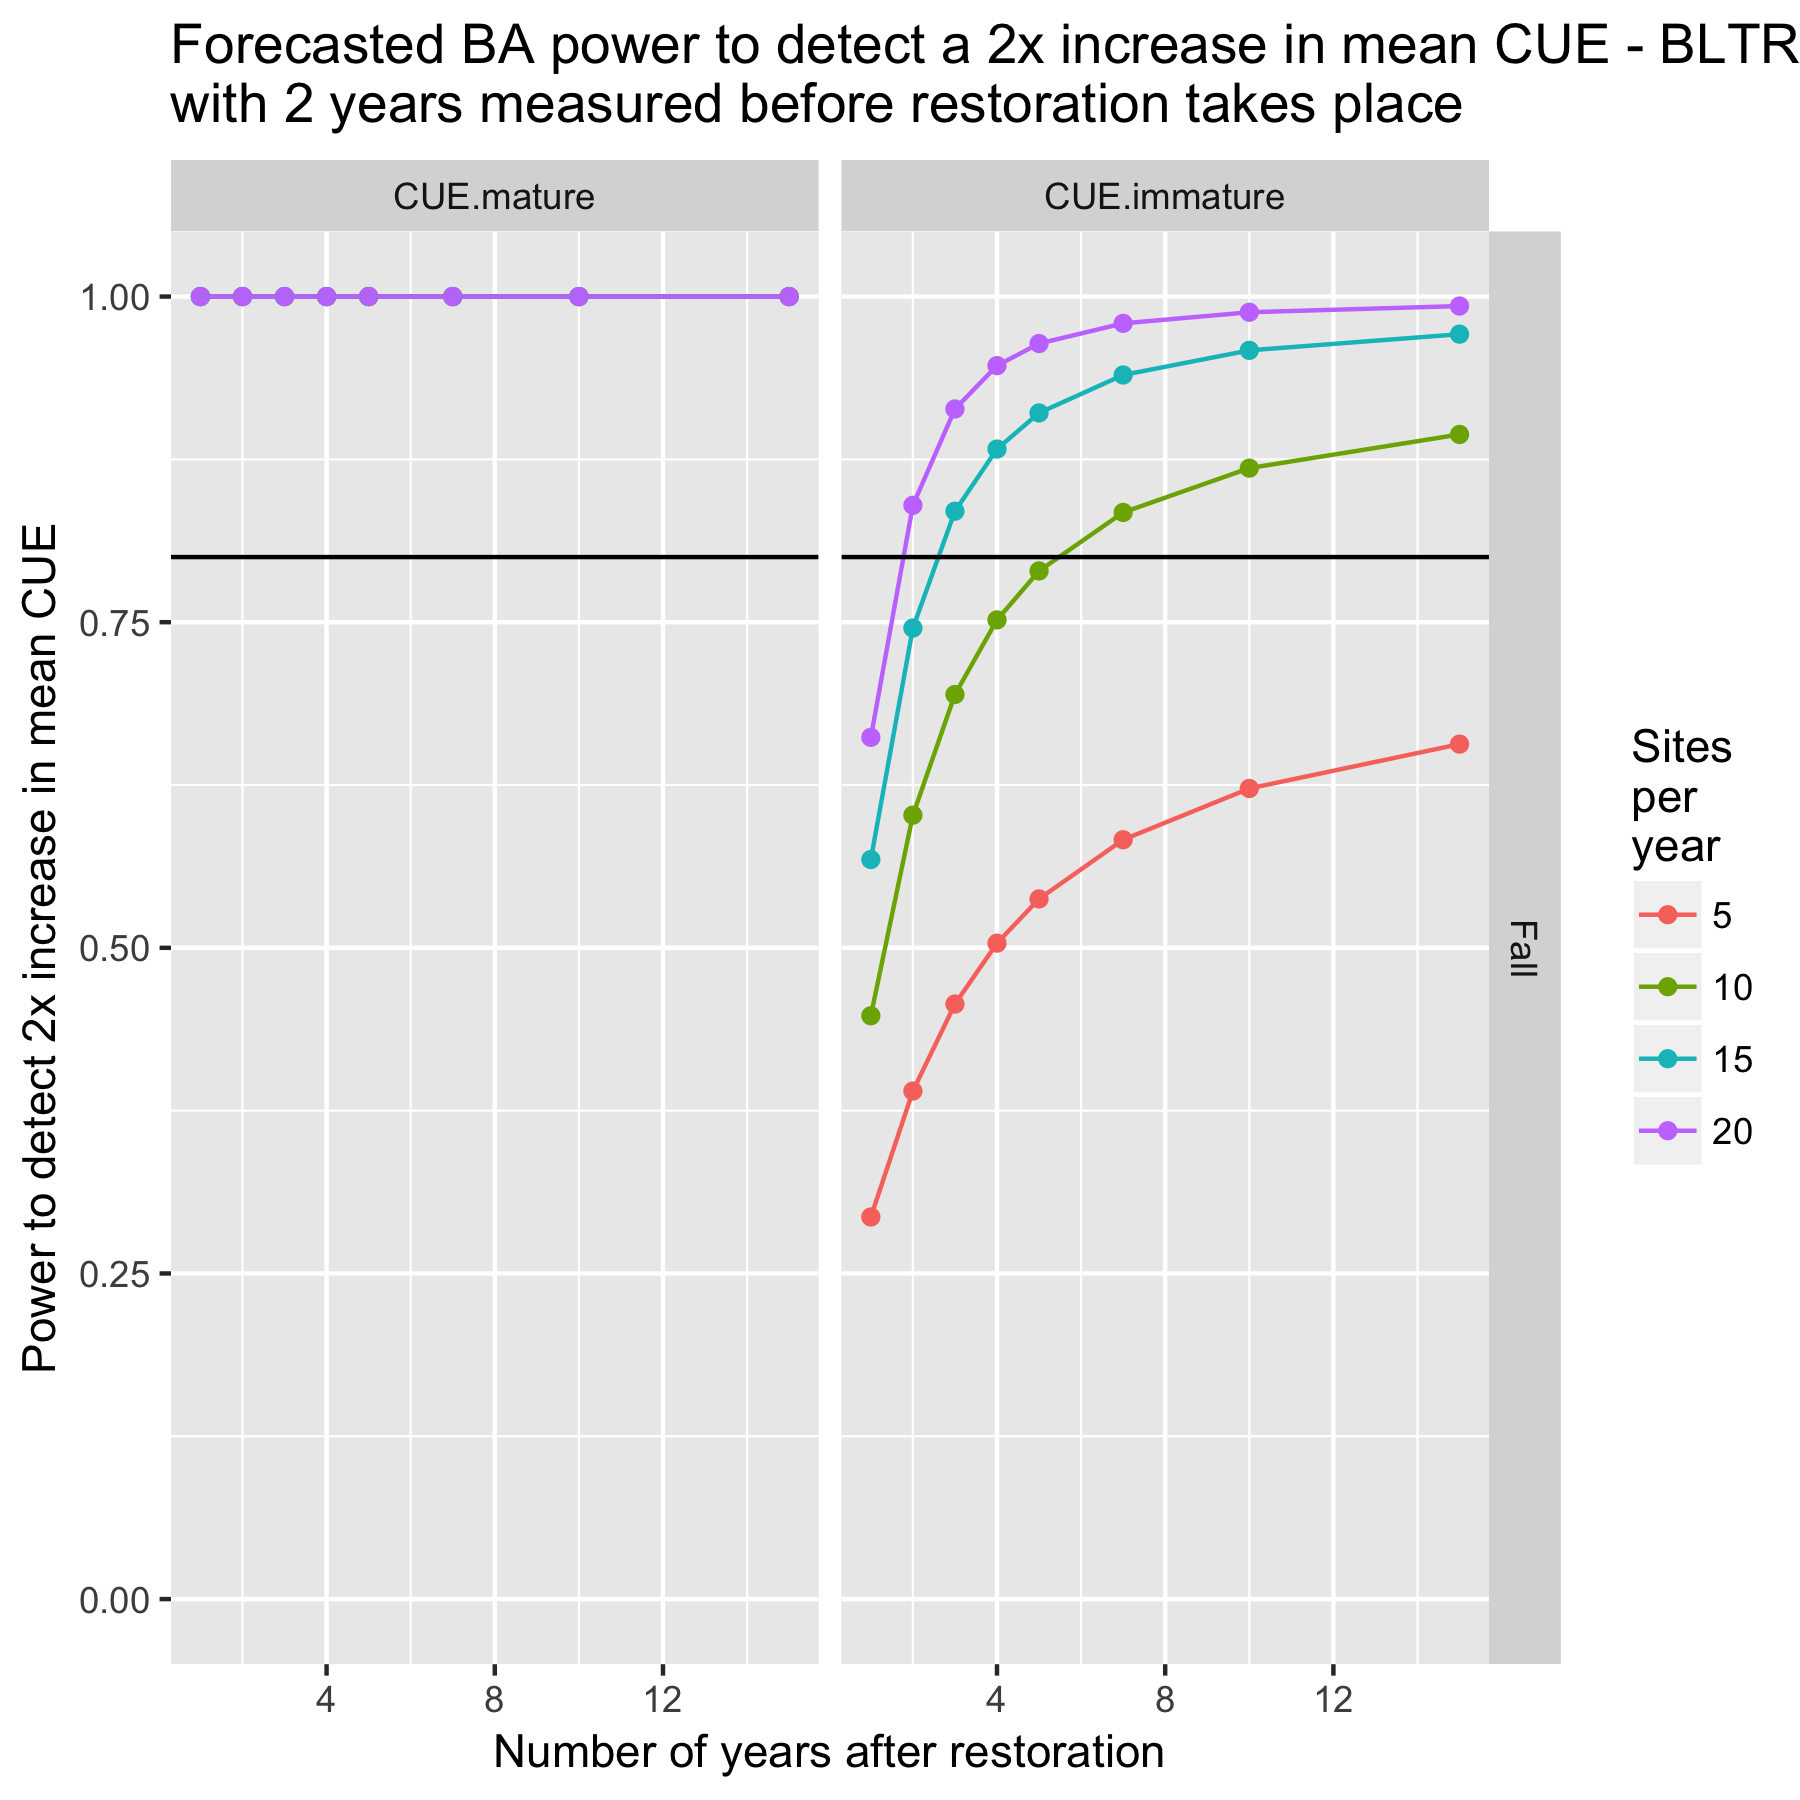 Forecasted BA power to detect a 2x increase in mean CUE - BLTR
with 2 years measured before restoration takes place
CUE.mature
CUE.immature
Power to detect 2x increase in mean CUE
1.00
0.75
0.50
0.25
0.00
Fall
4
8
12
4
8
12
Number of years after restoration
Sites
per
year
5
10
15
20